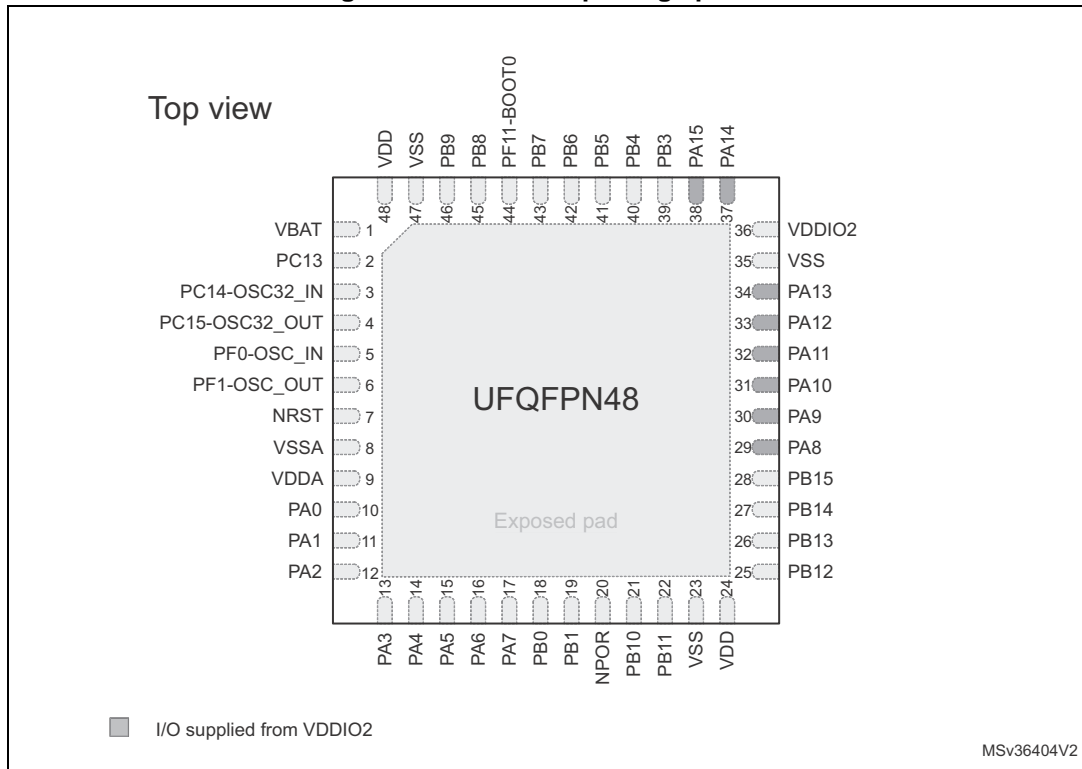 Top view
VDD
VSS
PB9
PB8
PF11-BOOT0
PB7
PB6
PB5
PB4
PB3
PA15
PA14
48
47
46
45
44
43
42
41
40
39
38
37
VBAT 1
PC13 2
PC14-OSC32_IN 3
PC15-OSC32_OUT 4
PF0-OSC_IN 5
PF1-OSC_OUT 6
NRST 7
VSSA 8
VDDA 9
PA0 10
PA1 11
PA2 12
UFQFPN48
Exposed pad
36 VDDIO2
35 VSS
34 PA13
33 PA12
32 PA11
31 PA10
30 PA9
29 PA8
28 PB15
27 PB14
26 PB13
25 PB12
13
14
15
16
17
18
19
20
21
22
23
24
PA3
PA4
PA5
PA6
PA7
PB0
PB1
NPOR
PB10
PB11
VSS
VDD
I/O supplied from VDDIO2
MSv36404V2